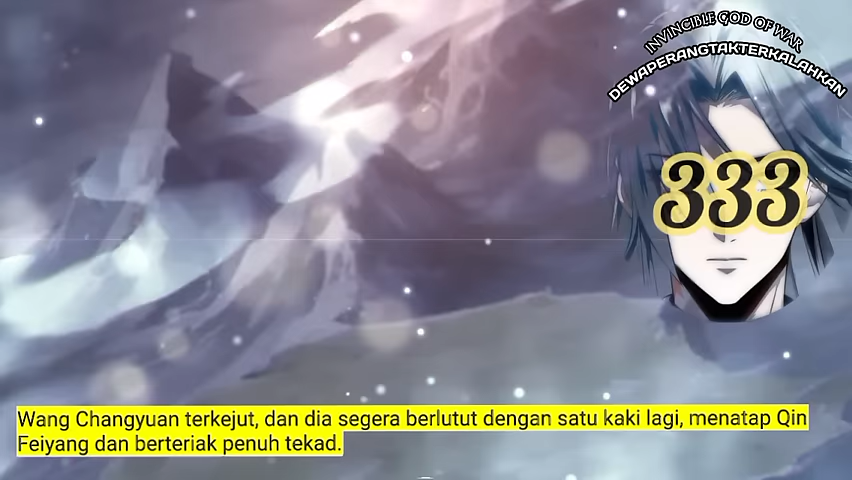 INVINCIBLE GOD OF WAR
DEWAPERANGTAKTERKALAHKAN
333
Wang Changyuan terkejut, dan dia segera berlutut dengan satu kaki lagi, menatap Qin
Feiyang dan berteriak penuh tekad.